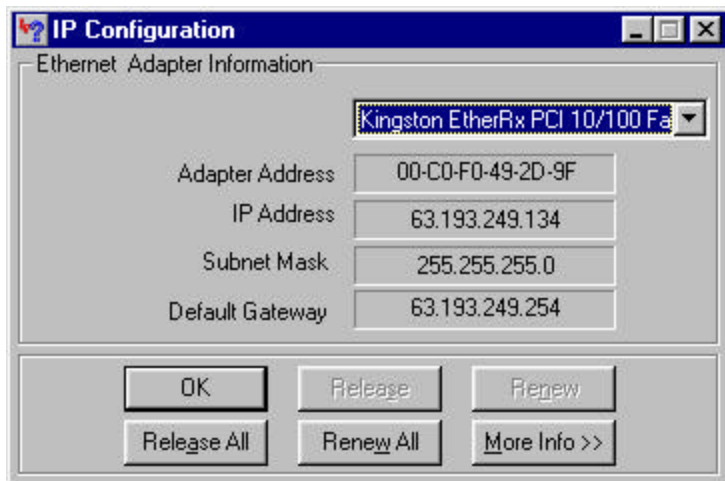 IP Configuration
Ethernet Adapter Information
Kingston EtherRx PCI 10/100 Fa
Adapter Address 00-C0-F0-49-2D-9F
IP Address 63.193.249.134
Subnet Mask 255.255.255.0
Default Gateway 63.193.249.254
OK Release Renew
Release All Renew All More Info >>